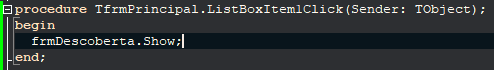 procedure TfrmPrincipal.ListBoxItem1Click(Sender: TObject);
begin
  frmDescoberta.Show;
end;